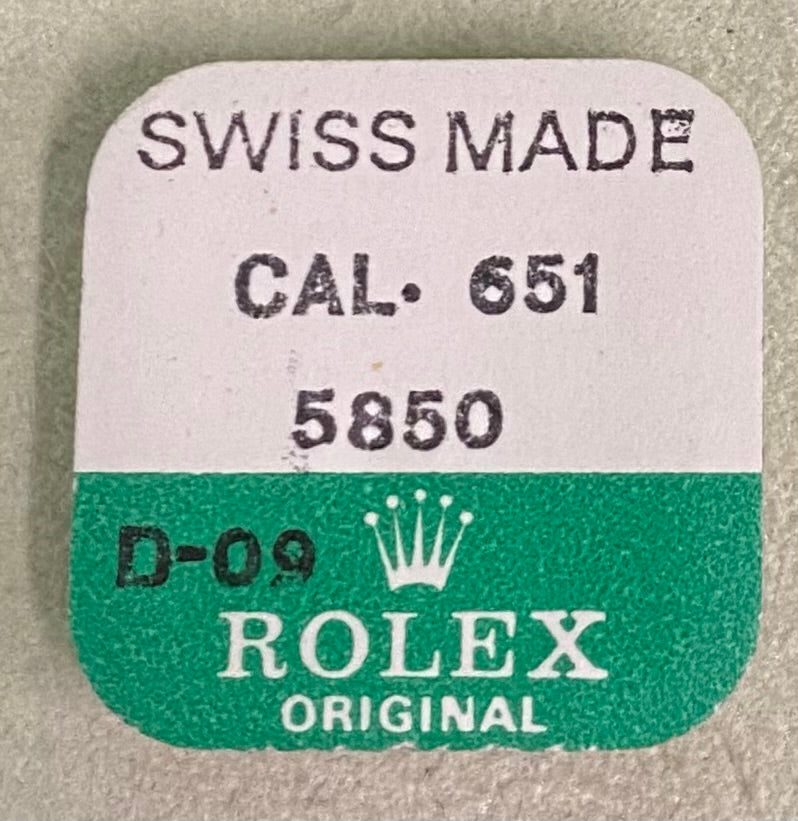 SWISS MADE
CAL. 651
5850
D-09
ROLEX
ORIGINAL